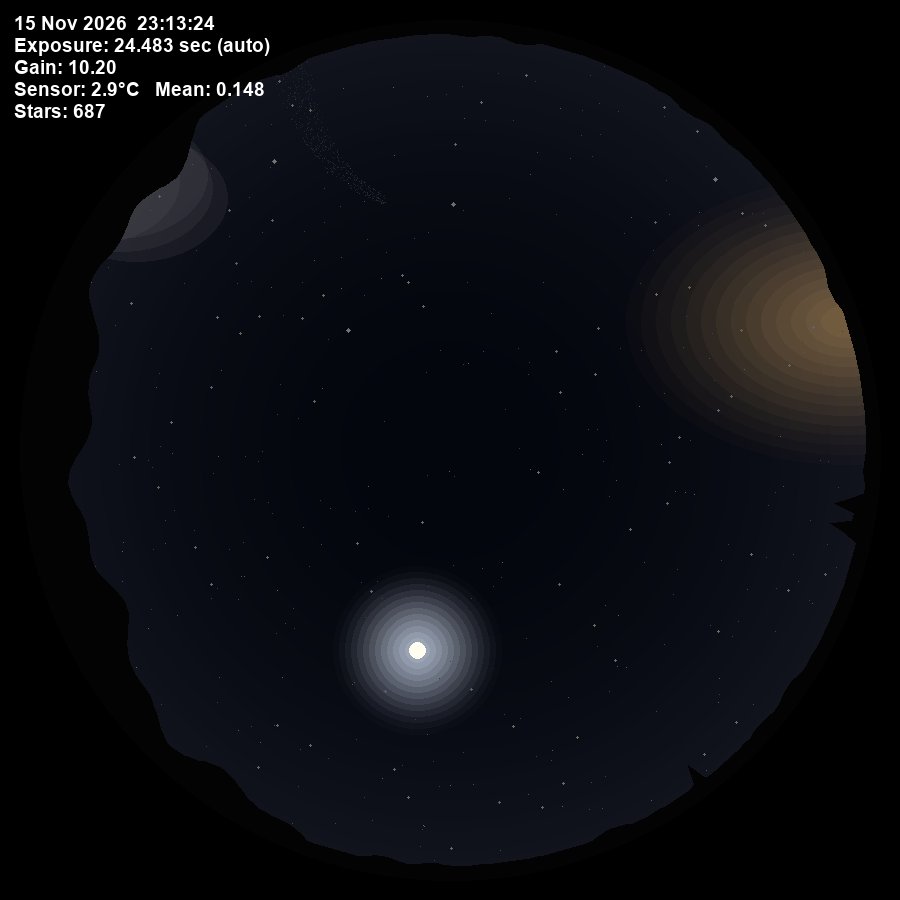 15 Nov 2026  23:13:24
Exposure: 24.483 sec (auto)
Gain: 10.20
Sensor: 2.9°C   Mean: 0.148
Stars: 687